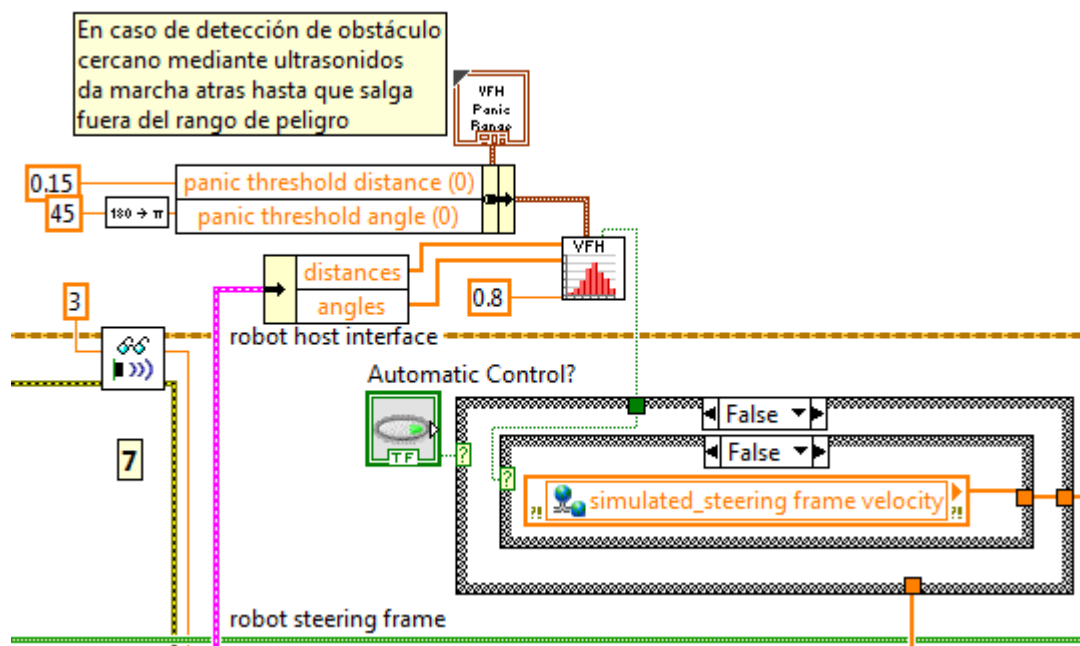 En caso de detección de obstáculo
cercano mediante ultrasonidos
da marcha atras hasta que salga
fuera del rango de peligro
VFH
Panic
Range
0.15
panic threshold distance (0)
45
180 → π
panic threshold angle (0)
VFH
distances
angles
0.8
3
robot host interface
Automatic Control?
TF
False
False
?
?
7
?!
simulated_steering frame velocity
?!
robot steering frame